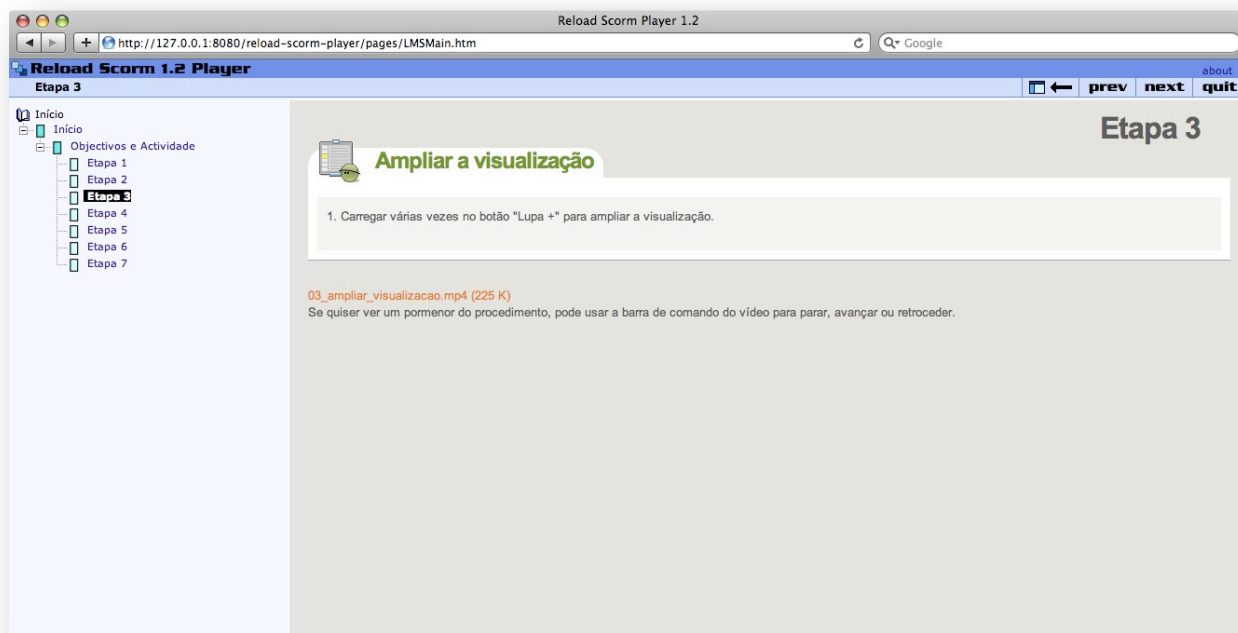 Reload Scorm Player 1.2
http://127.0.0.1:8080/reload-scorm-player/pages/LMSMain.htm
Google
Reload Scorm 1.2 Player
about
Etapa 3
prev
next
quit
Início
Início
Objectivos e Actividade
Etapa 1
Etapa 2
Etapa 3
Etapa 4
Etapa 5
Etapa 6
Etapa 7
Etapa 3
Ampliar a visualização
1. Carregar várias vezes no botão "Lupa +" para ampliar a visualização.
03_ampliar_visualizacao.mp4 (225 K)
Se quiser ver um pormenor do procedimento, pode usar a barra de comando do vídeo para parar, avançar ou retroceder.